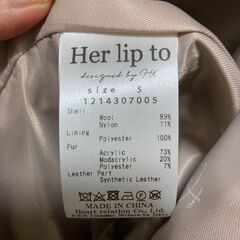 Her lip to
designed by HK
size S
1214307005
Shell
Wool 89%
Nylon 11%
Lining
Polyester 100%
Fur
Acrylic 73%
Modacrylic 20%
Polyester 7%
Leather Part
Synthetic Leather
MADE IN CHINA
Heart relation Co., Ltd.